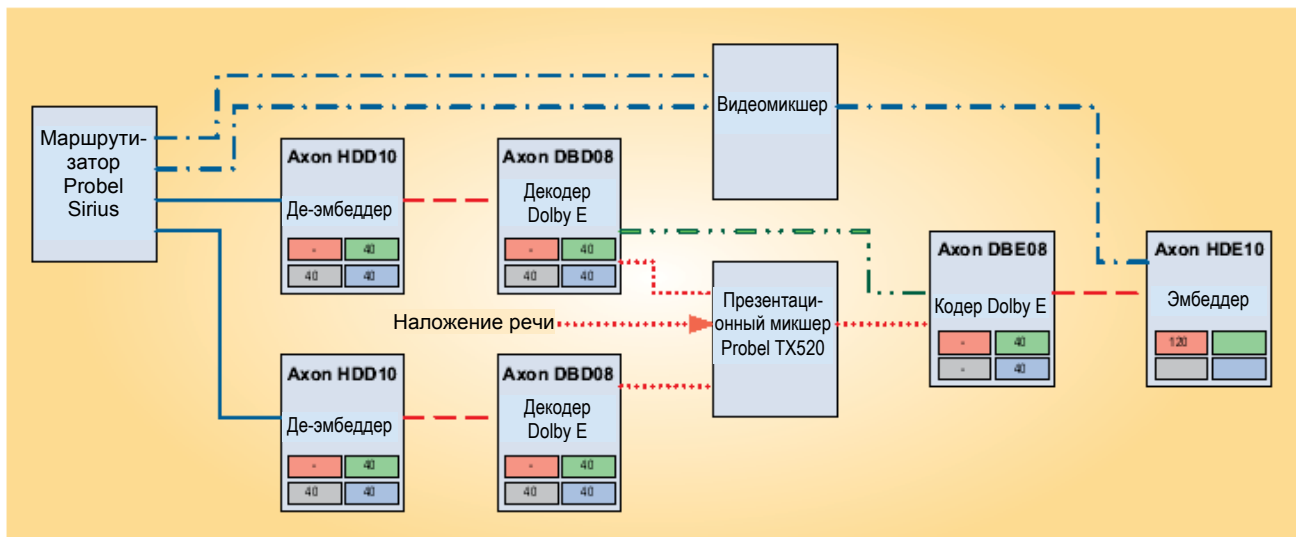 Маршрути-
затор
Probel
Sirius
Axon HDD10
Де-эмбеддер
- 40
40 40
Axon DBD08
Декодер
Dolby E
- 40
40 40
Видеомикшер
Наложение речи
Презентаци-
онный микшер
Probel TX520
Axon DBE08
Кодер Dolby E
- 40
- 40
Axon HDE10
Эмбеддер
120
Axon HDD10
Де-эмбеддер
- 40
40 40
Axon DBD08
Декодер
Dolby E
- 40
40 40